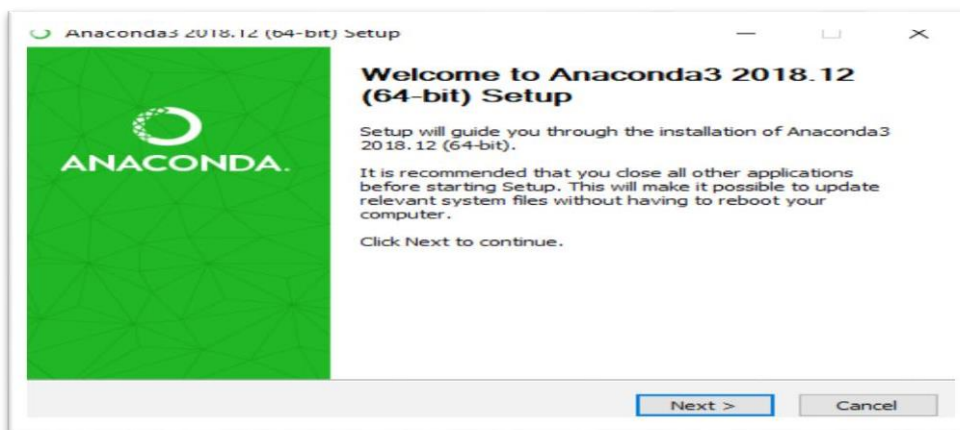 Anaconda3 2018.12 (64-bit) Setup
ANACONDA.
Welcome to Anaconda3 2018.12
(64-bit) Setup
Setup will guide you through the installation of Anaconda3
2018.12 (64-bit).
It is recommended that you close all other applications
before starting Setup. This will make it possible to update
relevant system files without having to reboot your
computer.
Click Next to continue.
Next >
Cancel